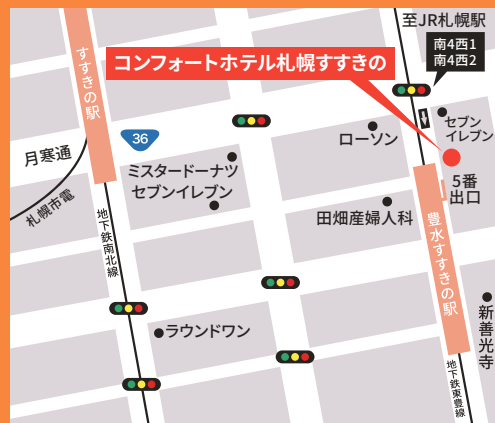 至JR札幌駅
南4西1
南4西2
コンフォートホテル札幌すすきの
すすきの駅
36
月寒通
札幌市電
ミスタードーナツ
セブンイレブン
ローソン
セブン
イレブン
5番
出口
田畑産婦人科
豊水すすきの駅
地下鉄南北線
ラウンドワン
新善光寺
地下鉄東豊線